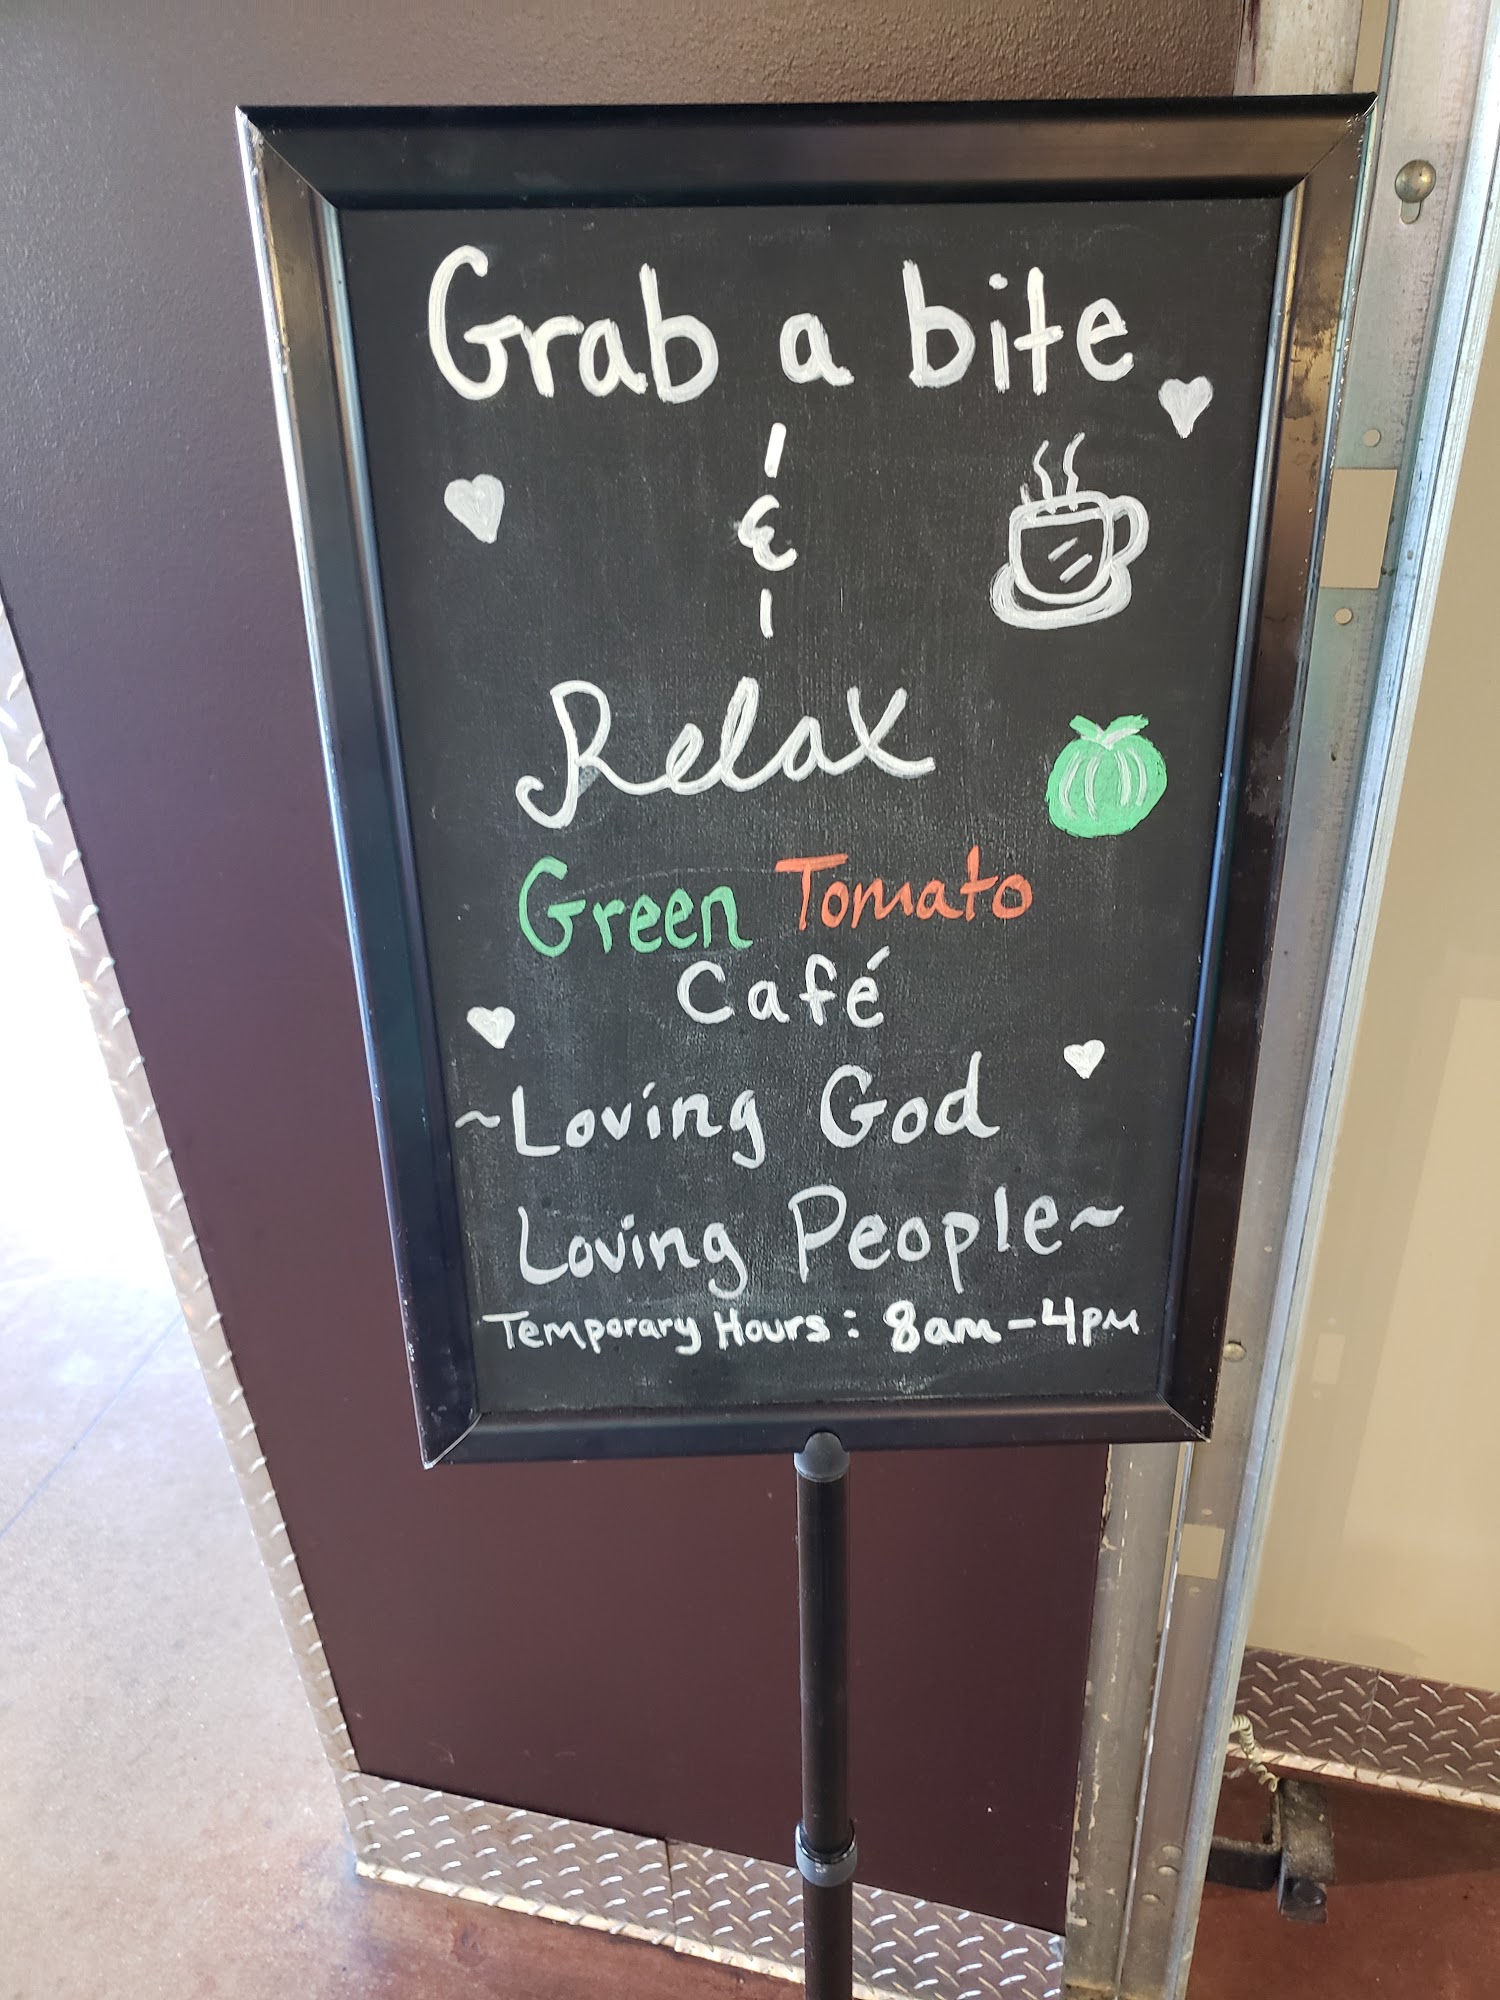 Grab a bite
&
Relax
Green Tomato
Café
~Loving God
Loving People~
Temporary Hours: 8am-4pm